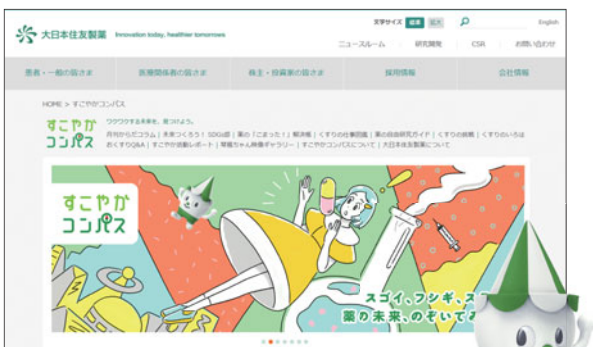 文字サイズ 標準 拡大 English
大日本住友製薬 Innovation today, healthier tomorrows
ニュースルーム 研究開発 CSR お問い合わせ
患者・一般の皆さま 医療関係者の皆さま 株主・投資家の皆さま 採用情報 会社情報
HOME > すこやかコンパス
すこやか
コンパス
ワクワクする未来を、見つけよう。
月刊からだコラム | 未来つくろう! SDGs部 | 薬の「こまった!」解決帳 | くすりの仕事図鑑 | 薬の自由研究ガイド | くすりの挑戦 | くすりのいろは
おくすりQ&A | すこやか活動レポート | 琴龍ちゃん映像ギャラリー | すこやかコンパスについて | 大日本住友製薬について
すこやか
コンパス
スゴイ、フシギ、ス
薬の未来、のぞいてみ